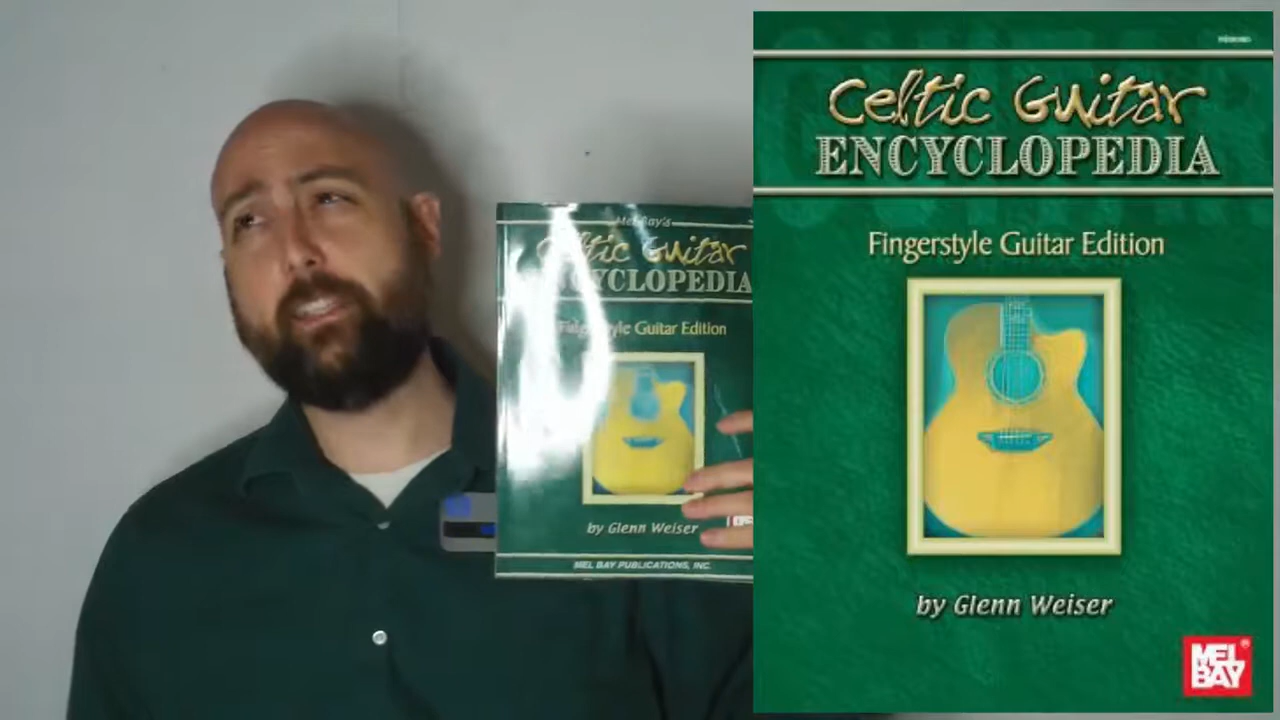 Mel Bay's
Celtic Guitar
ENCYCLOPEDIA
Fingerstyle Guitar Edition
by Glenn Weiser
MEL BAY PUBLICATIONS, INC.
Celtic Guitar
ENCYCLOPEDIA
Fingerstyle Guitar Edition
by Glenn Weiser
MEL
BAY®